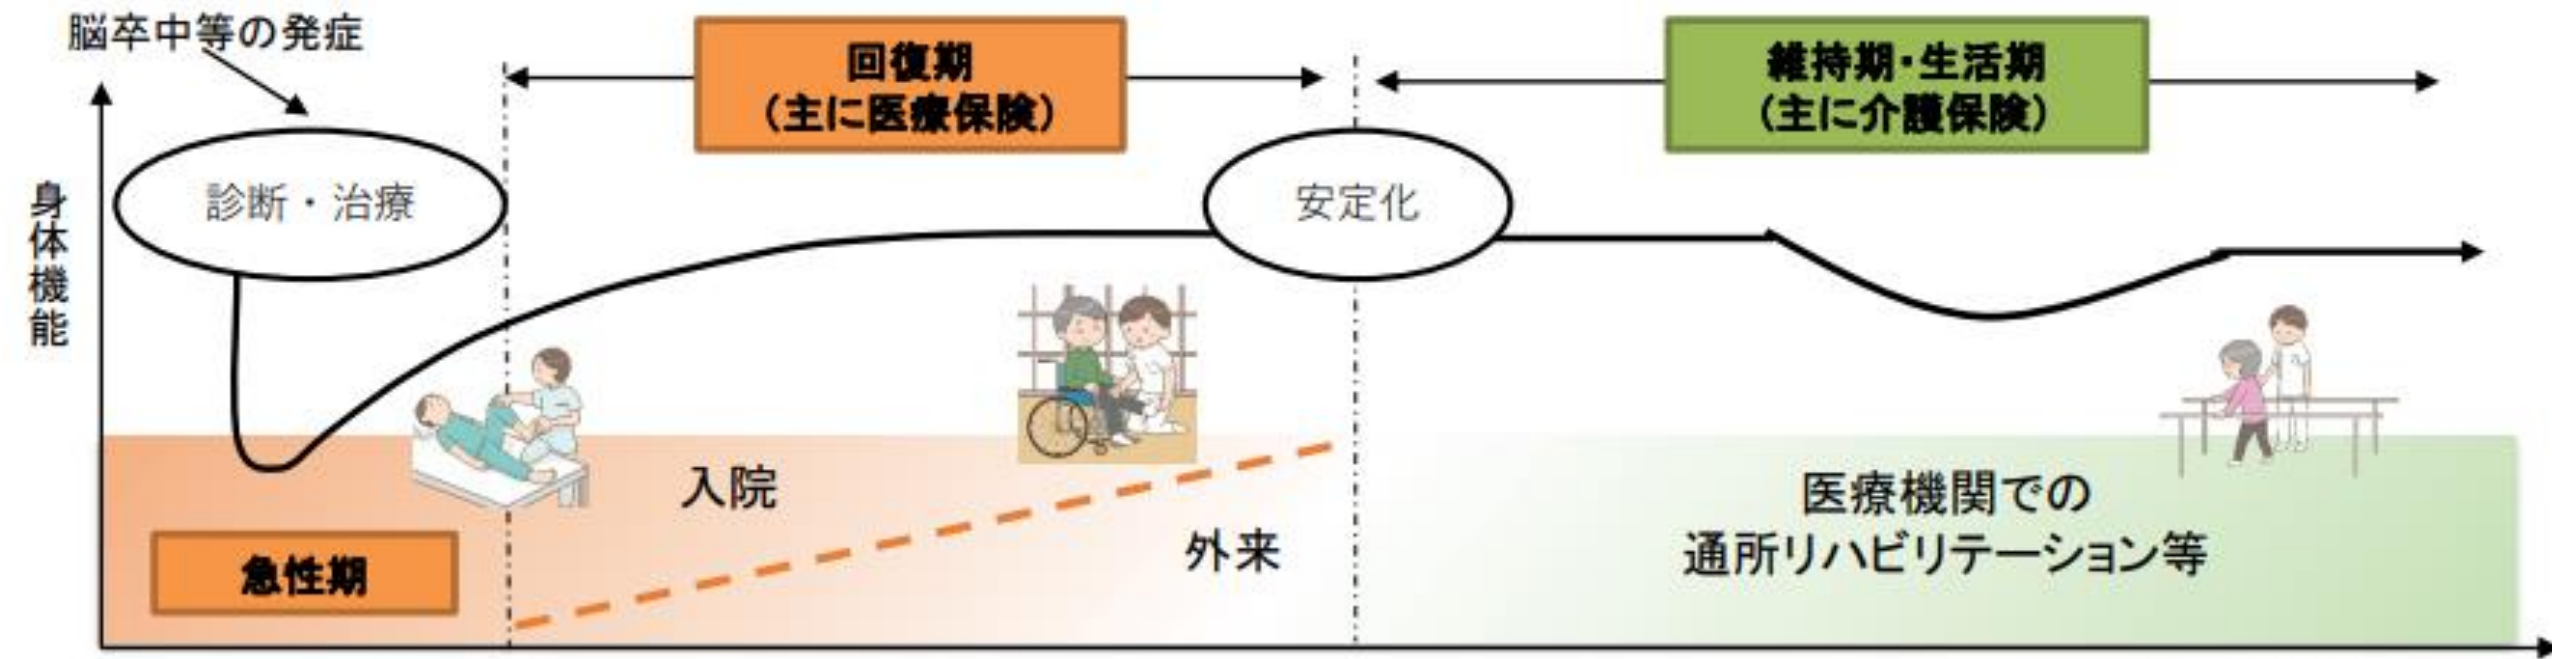 脳卒中等の発症
回復期
（主に医療保険）
維持期・生活期
（主に介護保険）
診断・治療
安定化
身体機能
入院
外来
急性期
医療機関での
通所リハビリテーション等